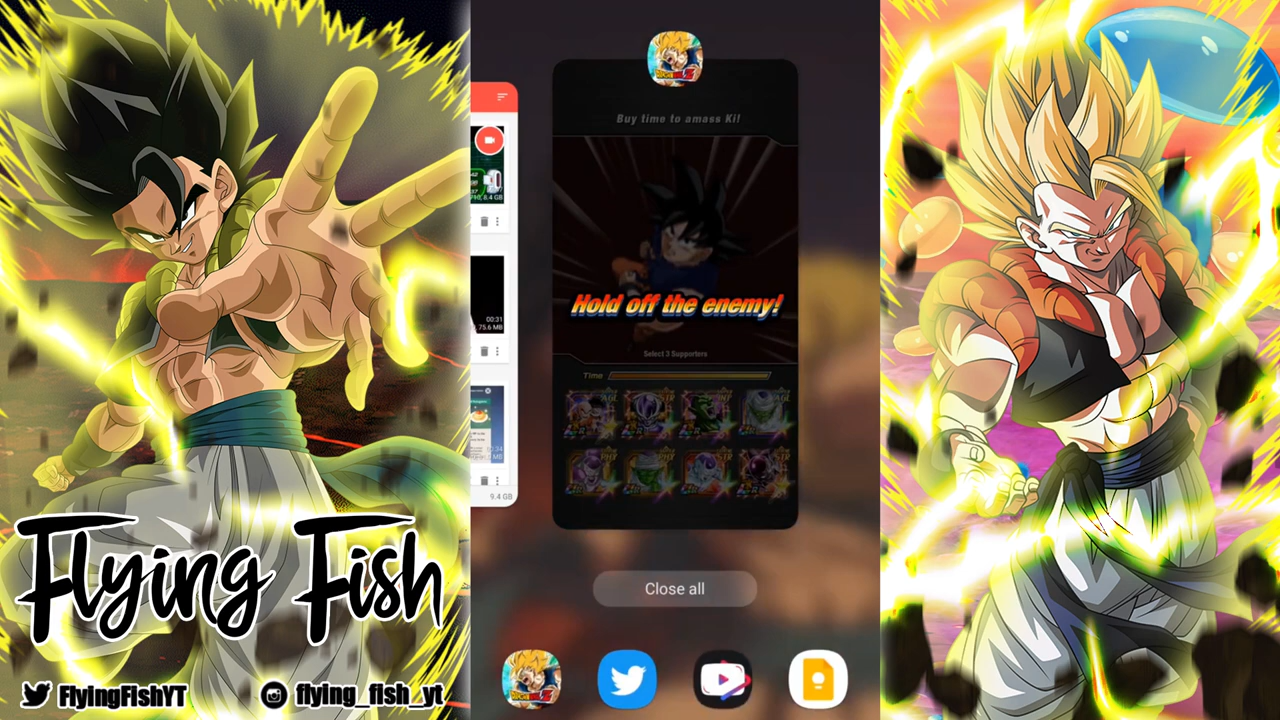 Flying Fish
FlyingFishYT
flying_fish_yt
9.4 GB
8.4 GB
00:31
75.6 MB
Buy time to amass Ki!
Hold off the enemy!
Select 3 Supporters
Time
Close all